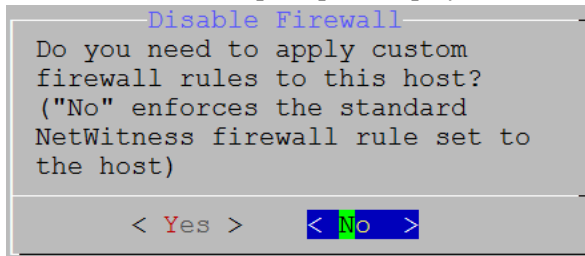 Disable Firewall
Do you need to apply custom
firewall rules to this host?
("No" enforces the standard
NetWitness firewall rule set to
the host)
< Yes > < No >